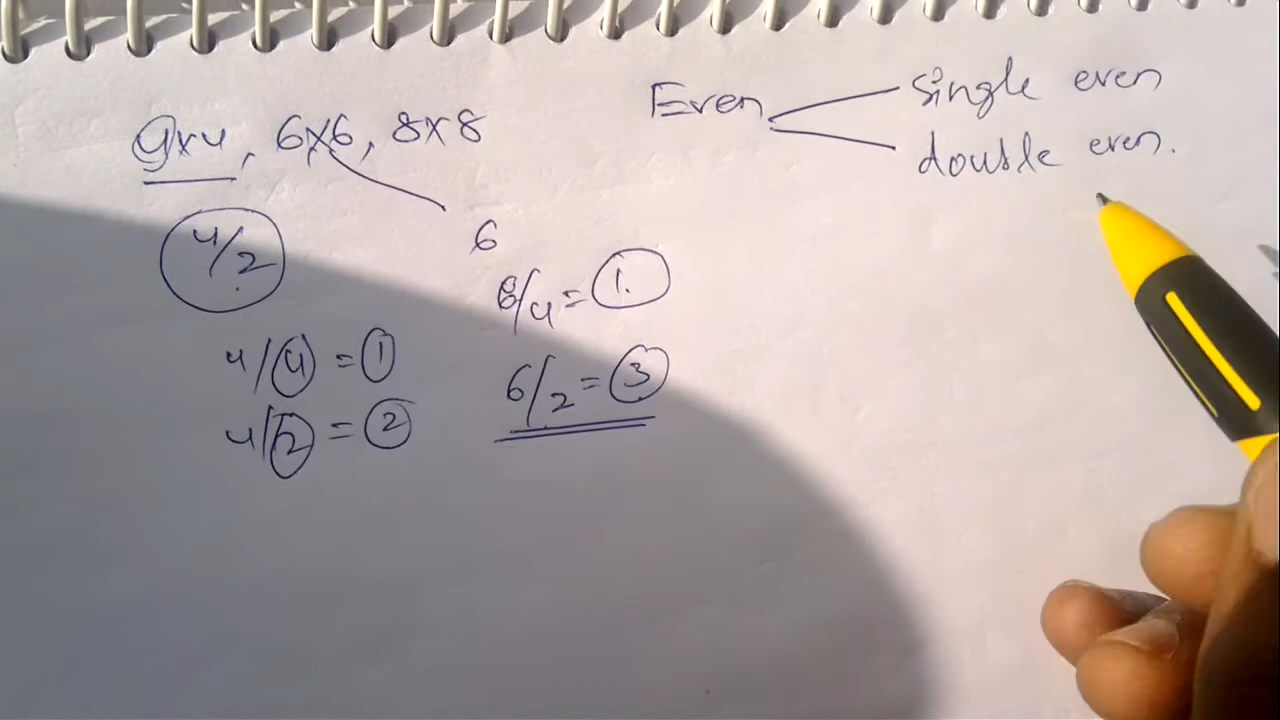 4x4, 6x6, 8x8
Even
single even
double even.
4/2
6
6/4 = 1.
4/4 = 1
6/2 = 3
4/2 = 2